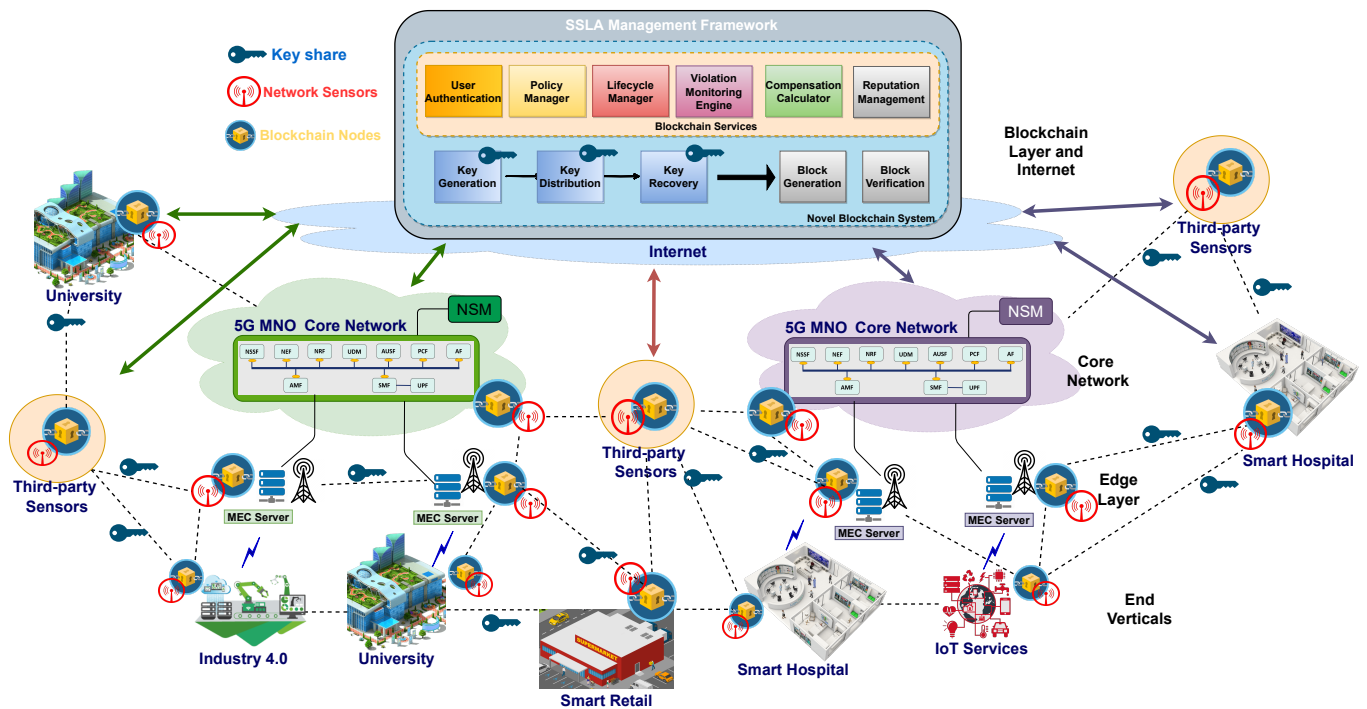 SSLA Management Framework
Key share
Network Sensors
Blockchain Nodes
User
Authentication
Policy
Manager
Lifecycle
Manager
Violation
Monitoring
Engine
Compensation
Calculator
Reputation
Management
Blockchain Services
Key
Generation
Key
Distribution
Key
Recovery
Block
Generation
Block
Verification
Novel Blockchain System
Internet
Blockchain
Layer and
Internet
Third-party
Sensors
University
NSM
5G MNO Core Network
NSSF
NEF
NRF
UDM
AUSF
PCF
AF
AMF
SMF
UPF
NSM
5G MNO Core Network
NSSF
NEF
NRF
UDM
AUSF
PCF
AF
AMF
SMF
UPF
Core
Network
Third-party
Sensors
Third-party
Sensors
Smart Hospital
MEC Server
MEC Server
MEC Server
MEC Server
Edge
Layer
End
Verticals
Industry 4.0
University
SUPERMARKET
Smart Retail
Smart Hospital
IoT Services